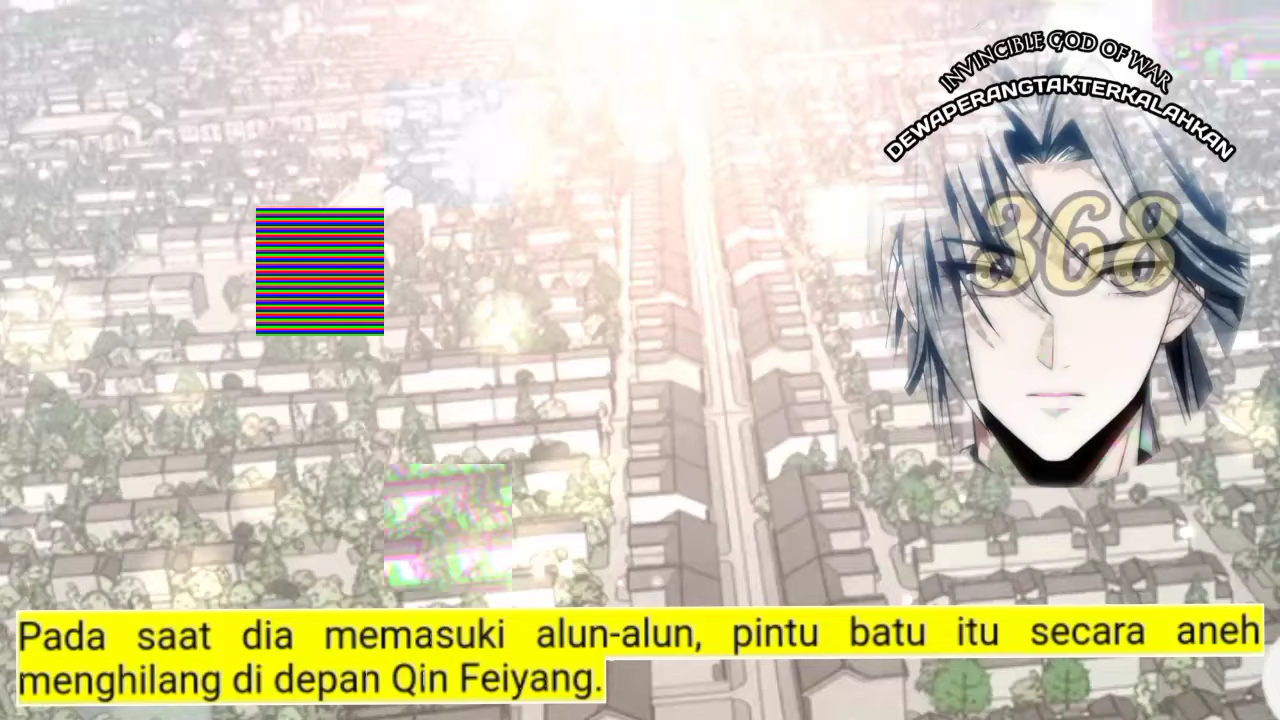 INVINCIBLE GOD OF WAR
DEWAPERANGTAKTERKALAHKAN
368
Pada saat dia memasuki alun-alun, pintu batu itu secara aneh
menghilang di depan Qin Feiyang.